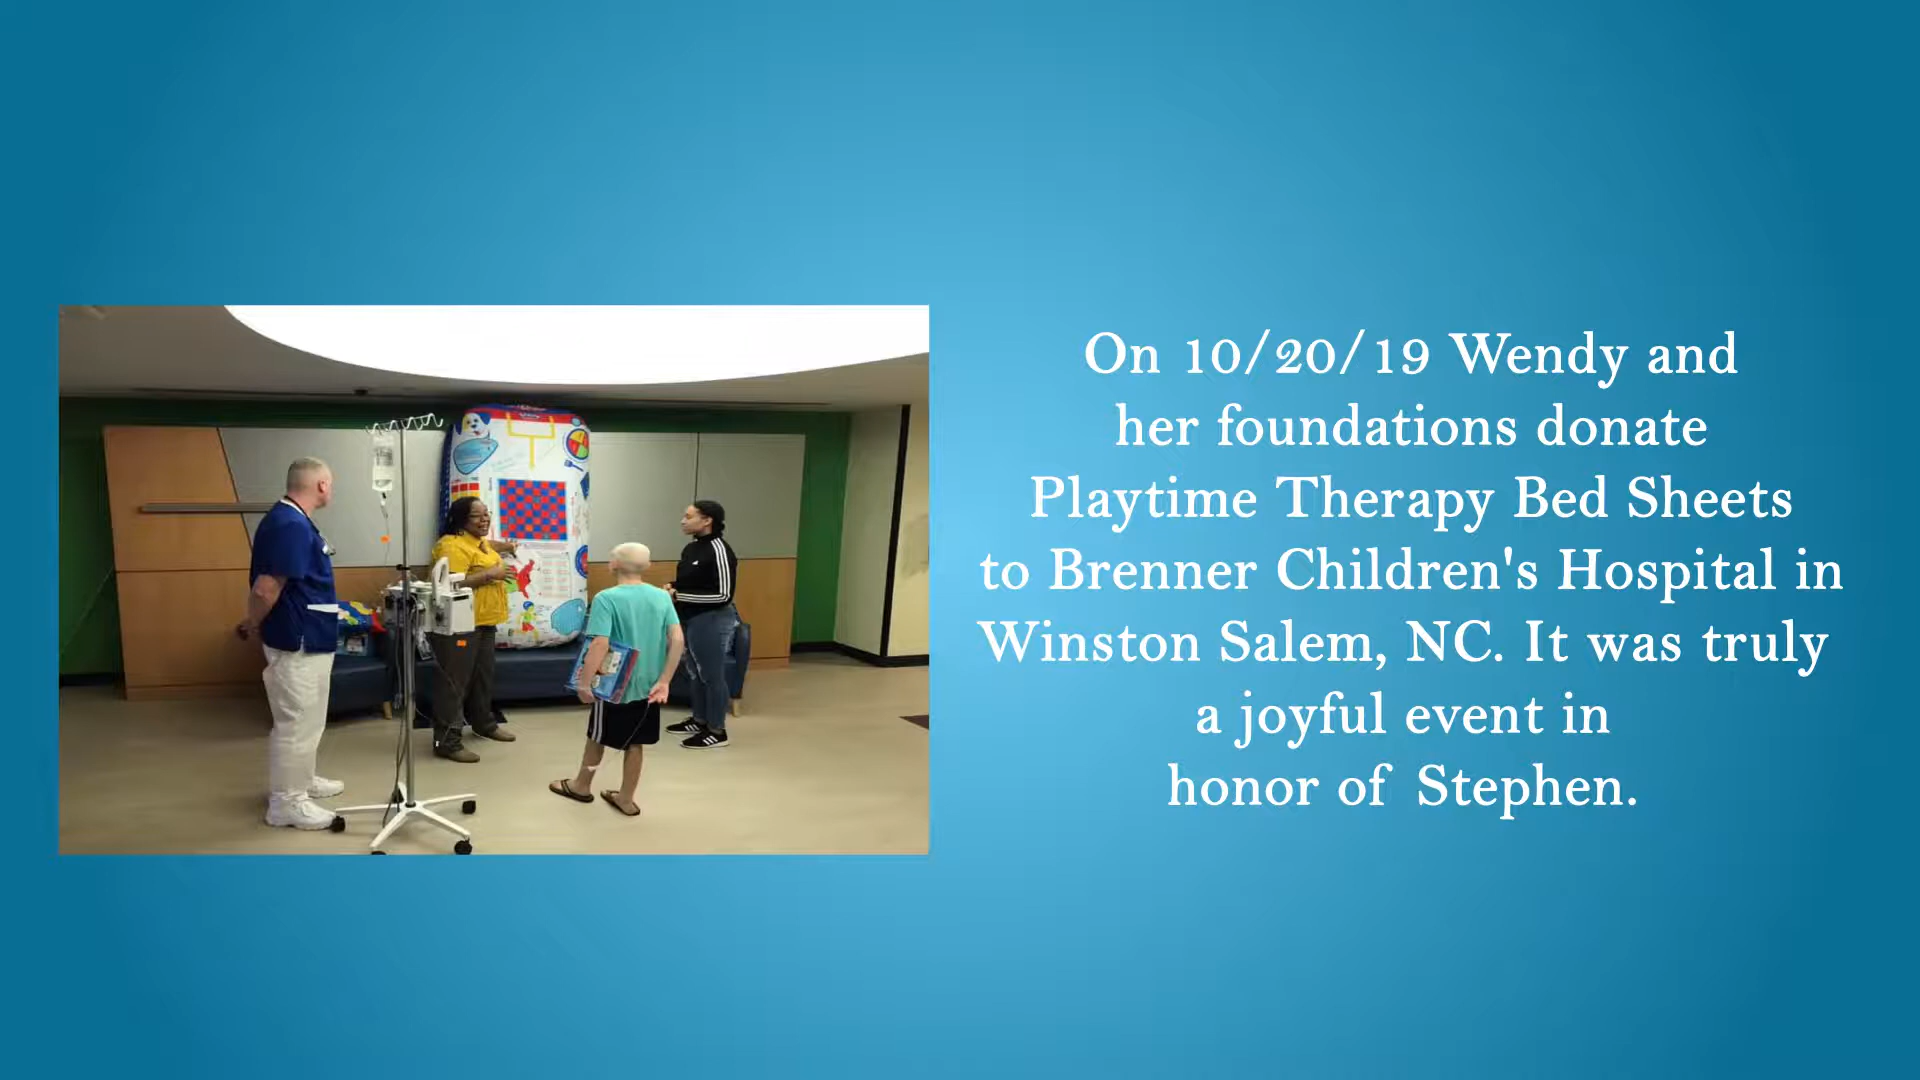 On 10/20/19 Wendy and
her foundations donate
Playtime Therapy Bed Sheets
to Brenner Children's Hospital in
Winston Salem, NC. It was truly
a joyful event in
honor of Stephen.